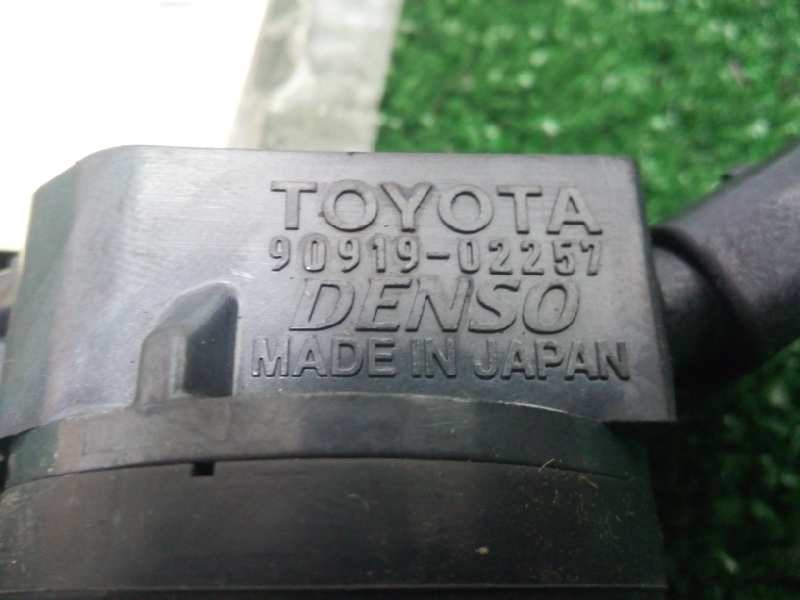 TOYOTA
90919-02257
DENSO
MADE IN JAPAN